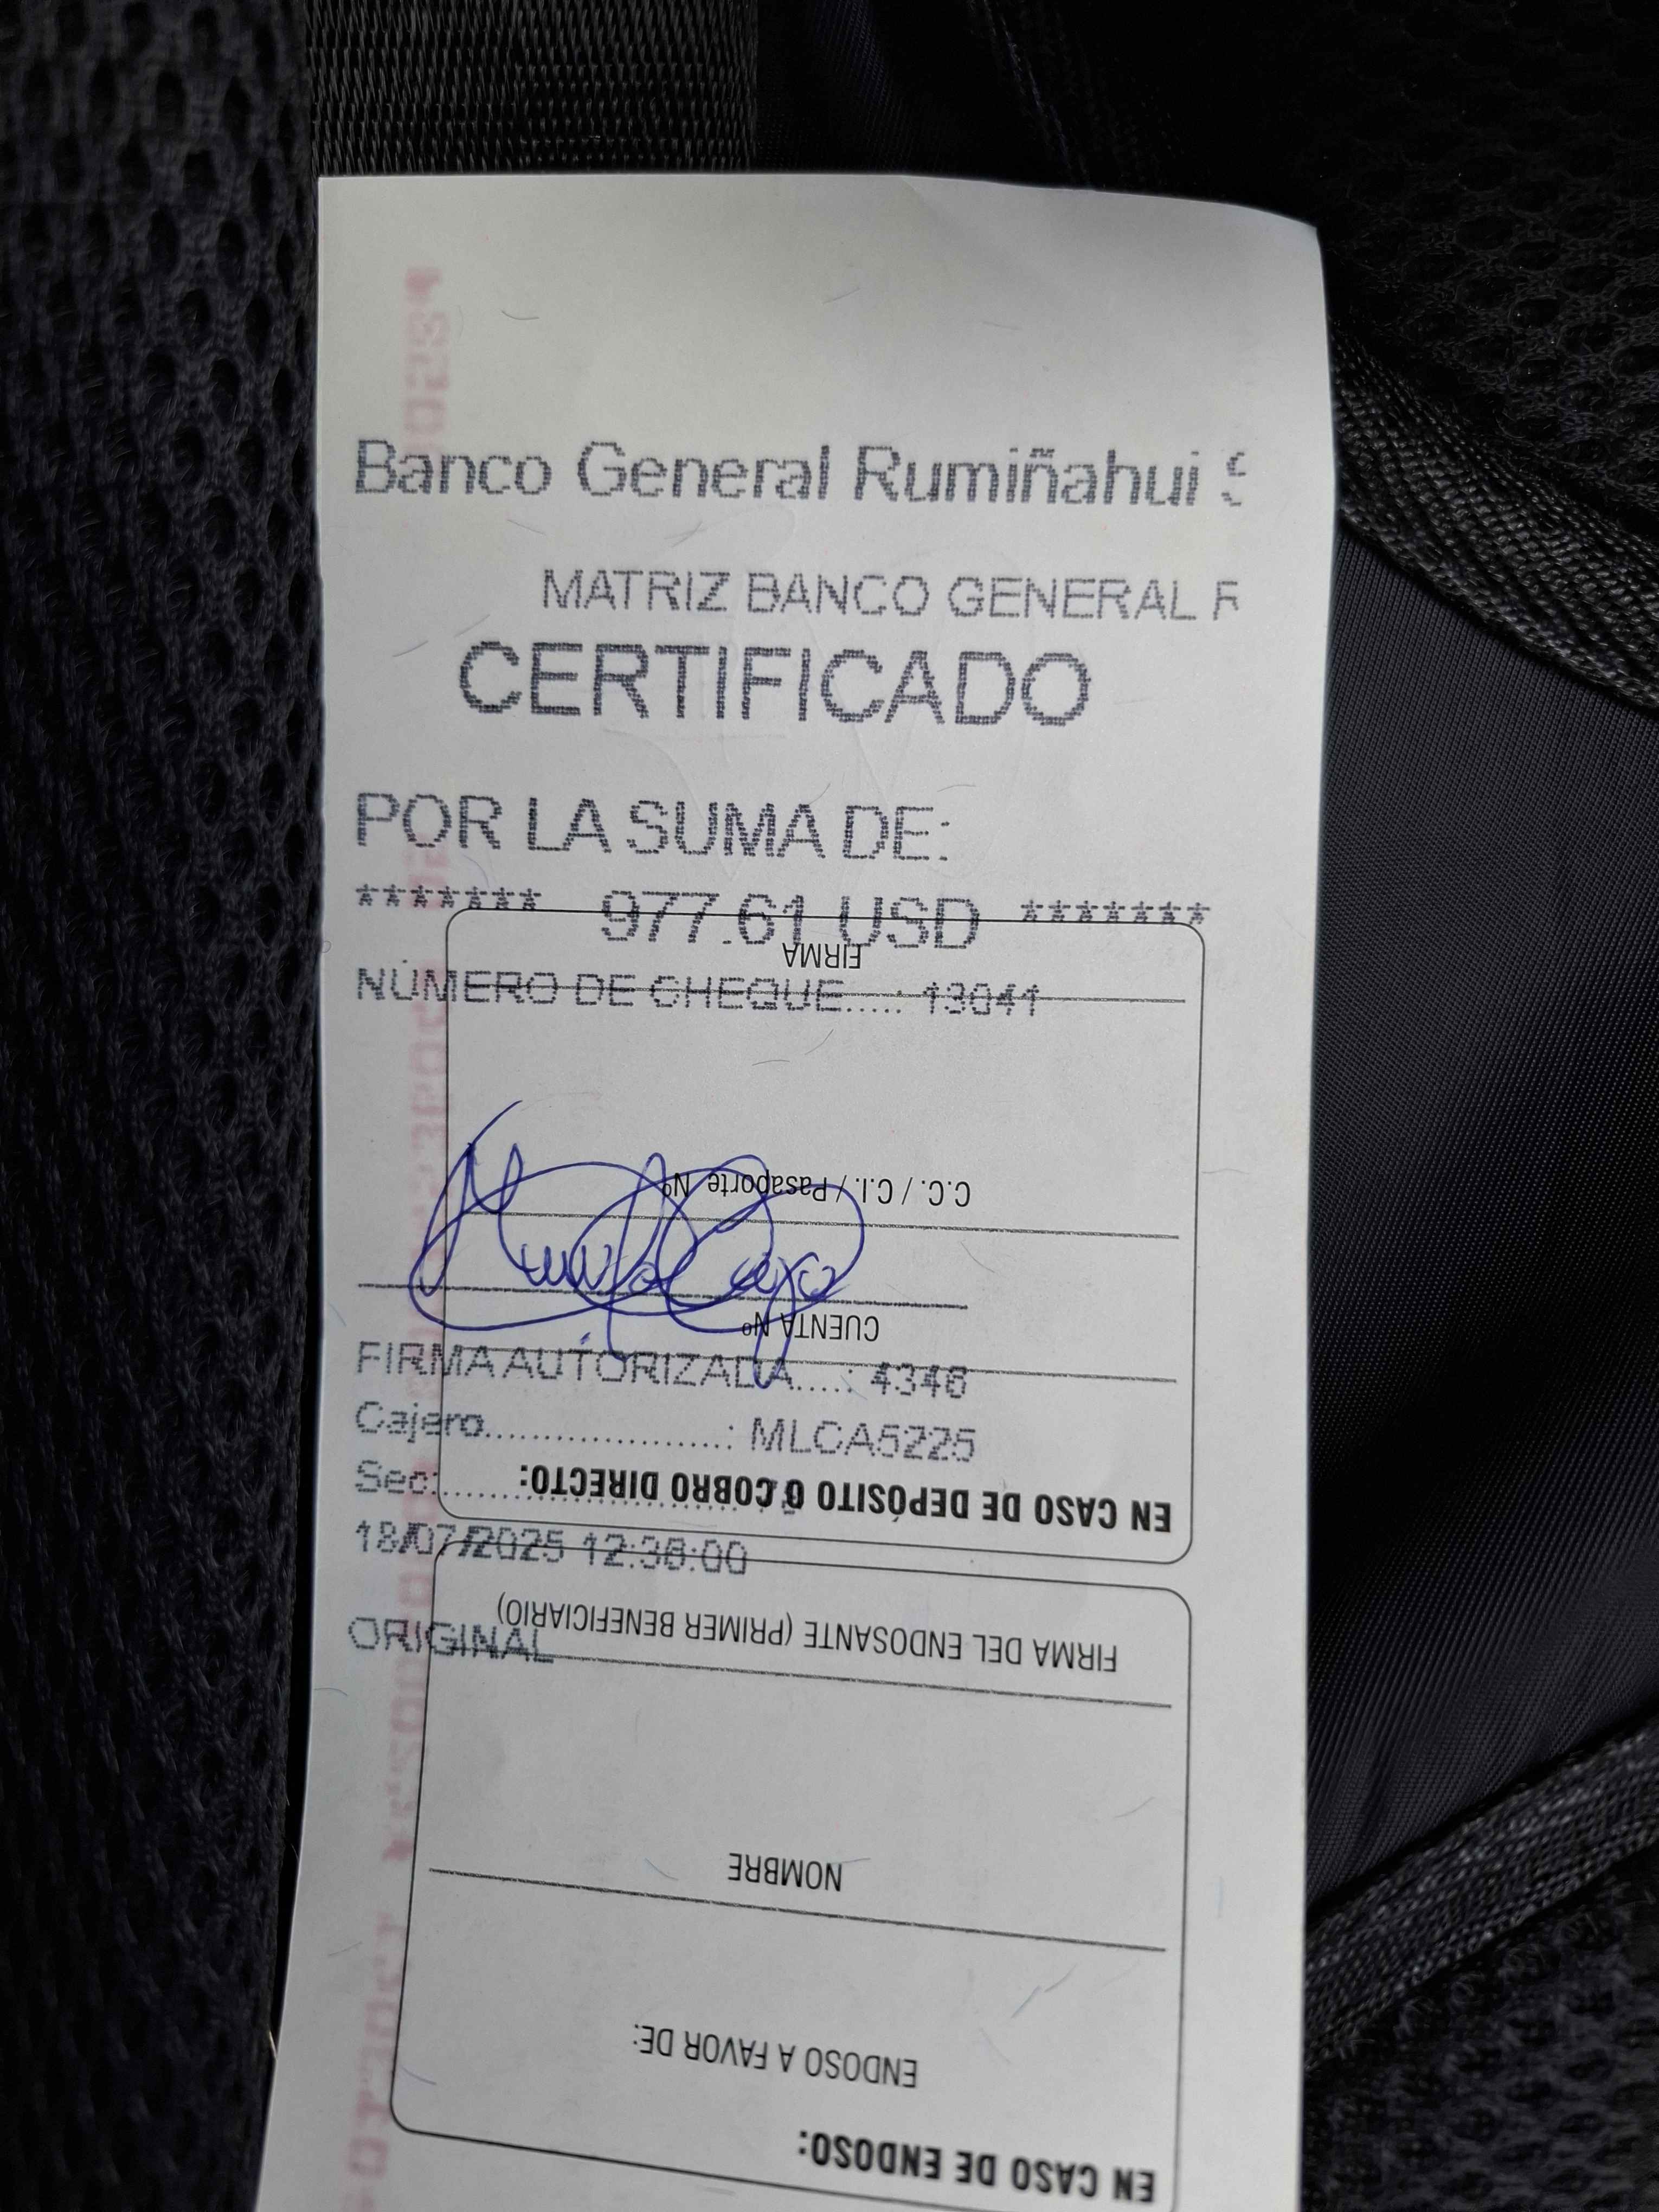 Banco General Rumiñahui S
MATRIZ BANCO GENERAL R
CERTIFICADO
POR LA SUMA DE:
******* 977.61 USD *******
FIRMA
NÚMERO DE CHEQUE.....: 13041
C.C. / C.I. / Pasaporte Nº
CUENTA Nº
FIRMA AUTORIZADA.....: 4346
Cajero.....................: MLCA5225
EN CASO DE DEPÓSITO O COBRO DIRECTO:
Sec:
18/07/2025 12:36:00
FIRMA DEL ENDOSANTE (PRIMER BENEFICIARIO)
ORIGINAL
NOMBRE
ENDOSO A FAVOR DE:
EN CASO DE ENDOSO: